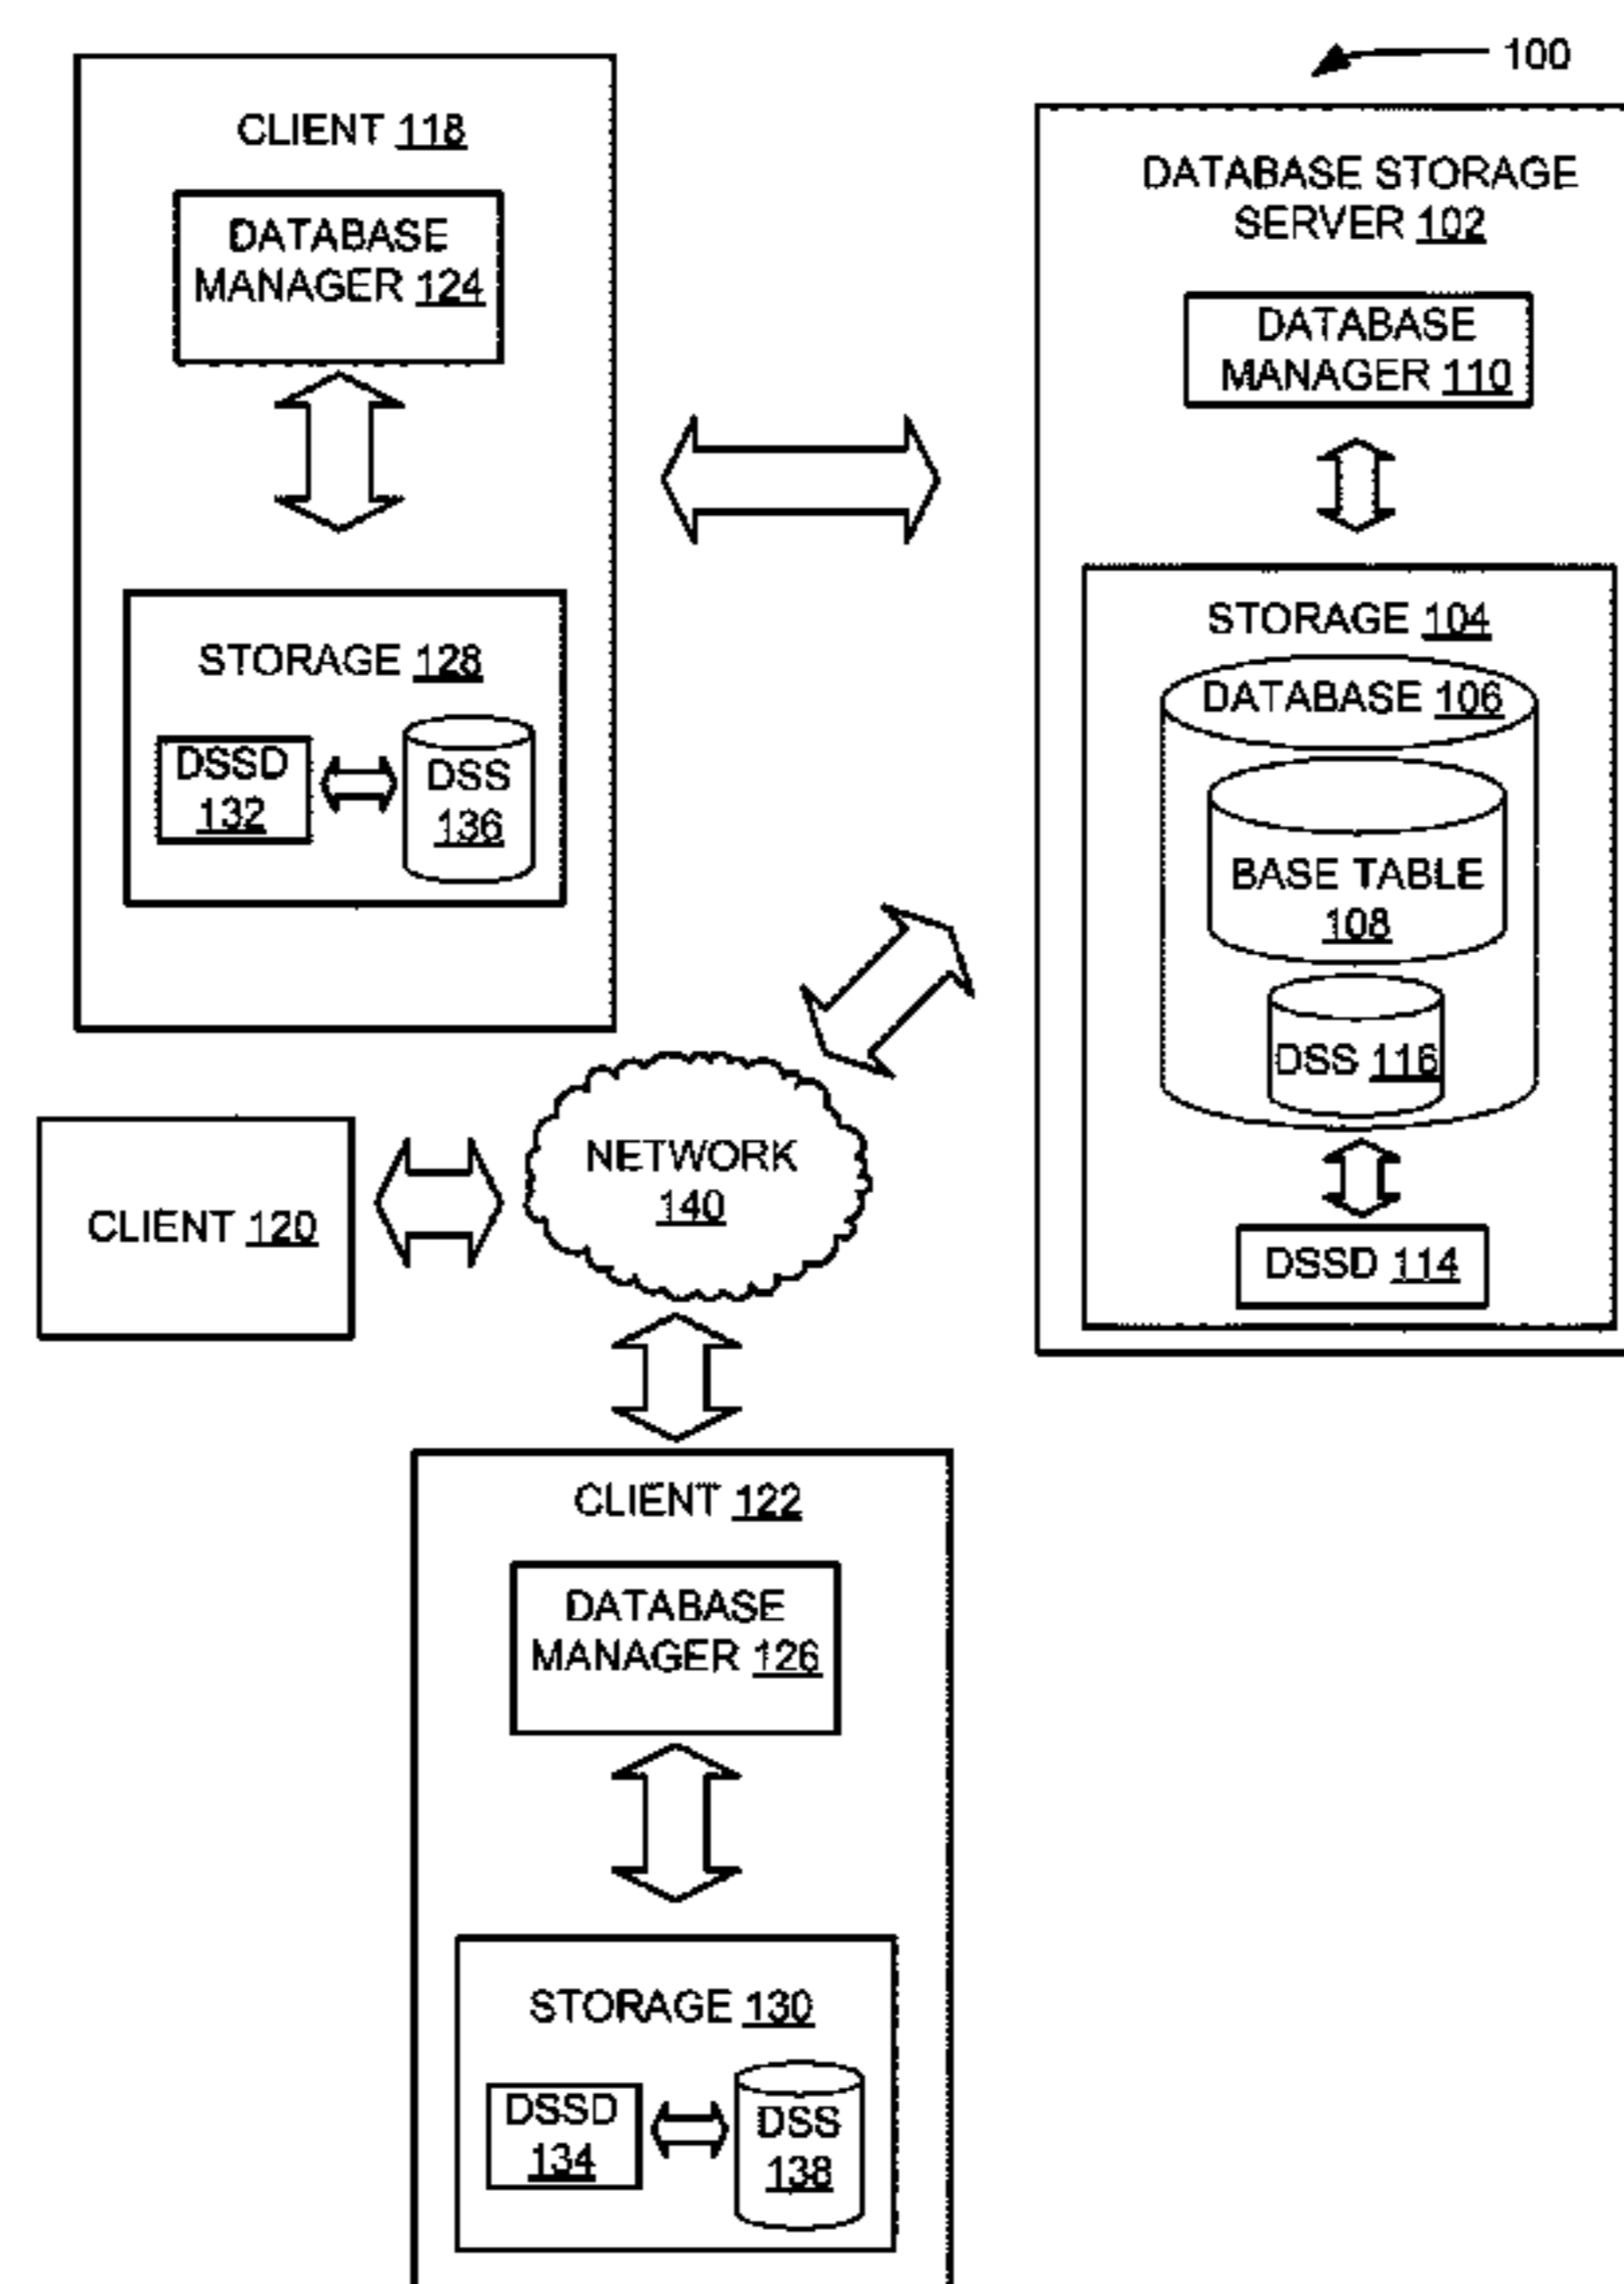 100
CLIENT 118
DATABASE
MANAGER 124
STORAGE 128
DSSD
132
DSS
136
DATABASE STORAGE
SERVER 102
DATABASE
MANAGER 110
STORAGE 104
DATABASE 106
BASE TABLE
108
DSS 116
DSSD 114
NETWORK
140
CLIENT 120
CLIENT 122
DATABASE
MANAGER 126
STORAGE 130
DSSD
134
DSS
138